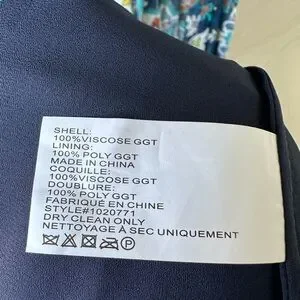 SHELL:
100%VISCOSE GGT
LINING:
100% POLY GGT
MADE IN CHINA
COQUILLE:
100%VISCOSE GGT
DOUBLURE:
100% POLY GGT
FABRIQUÉ EN CHINE
STYLE#1020771
DRY CLEAN ONLY
NETTOYAGE À SEC UNIQUEMENT
P